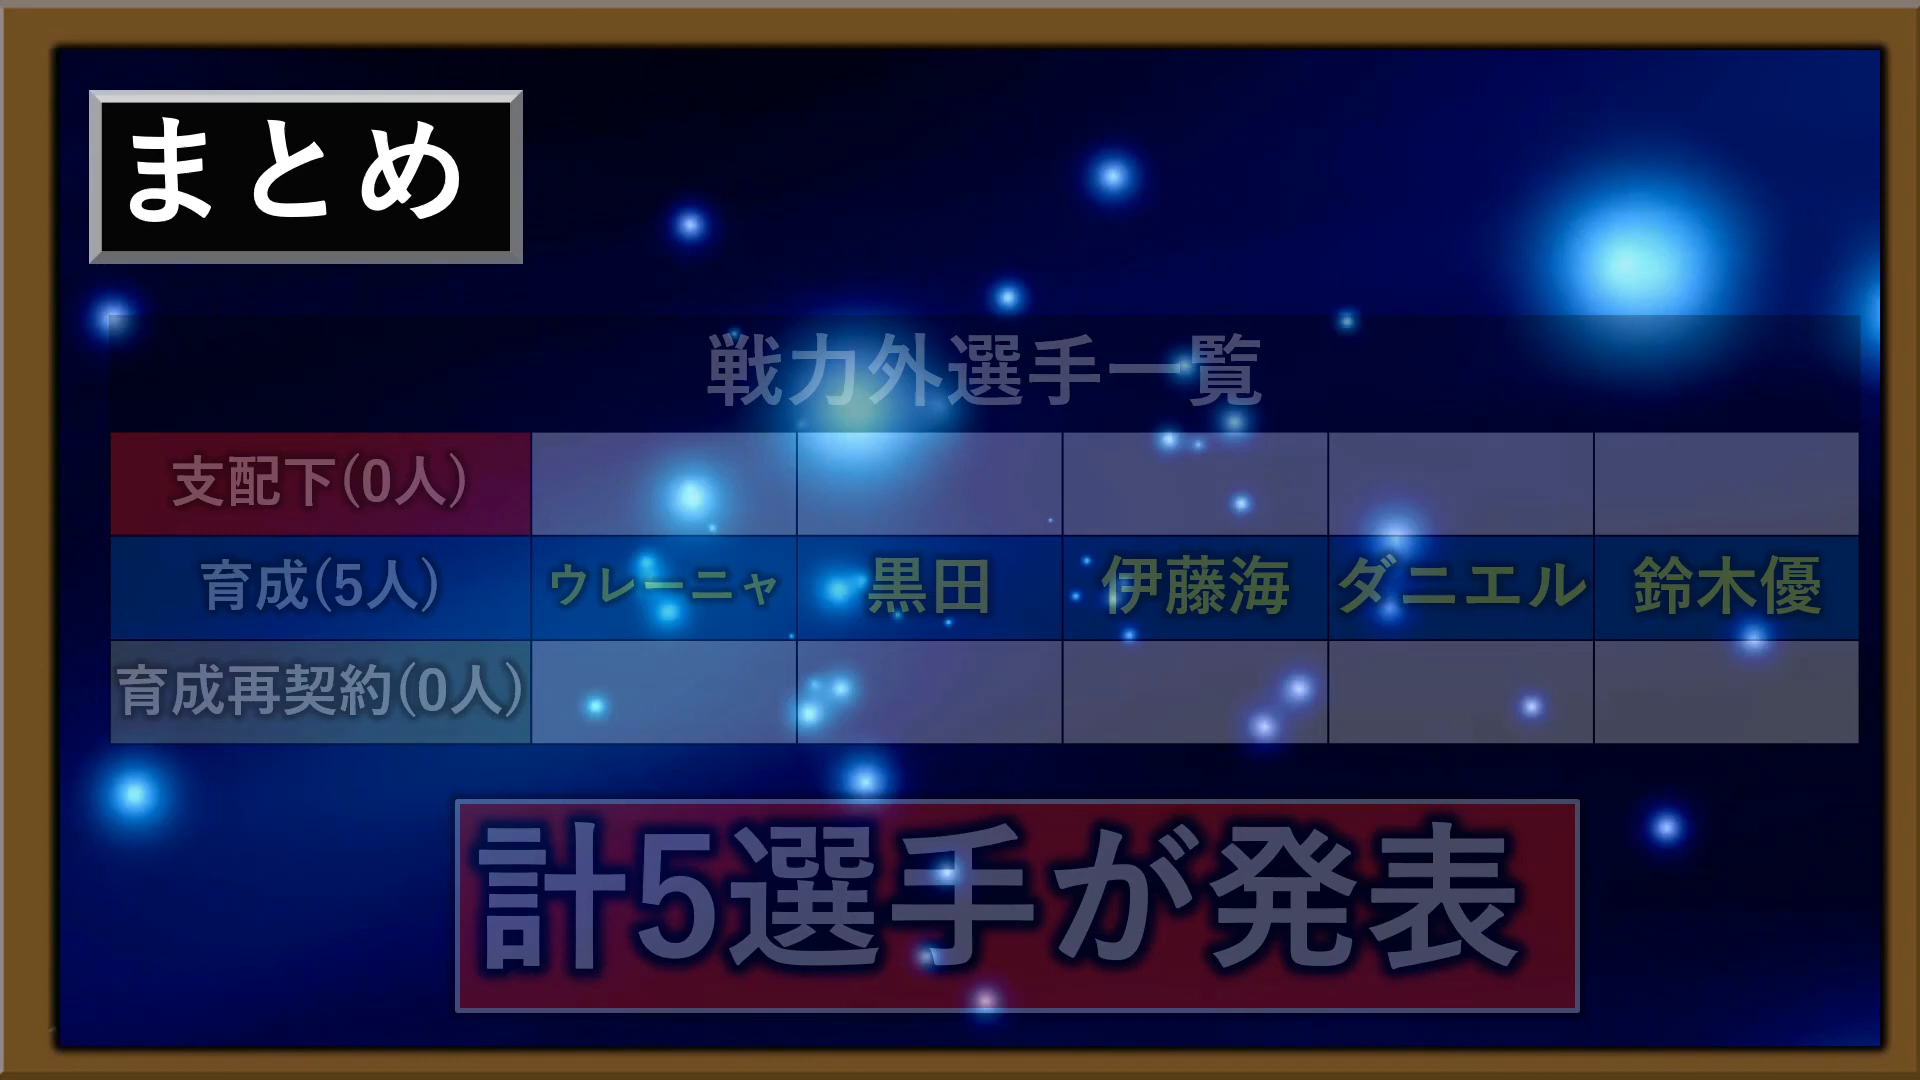 まとめ
戦力外選手一覧
支配下(0人)
育成(5人) ウレーニャ 黒田 伊藤海 ダニエル 鈴木優
育成再契約(0人)
計5選手が発表